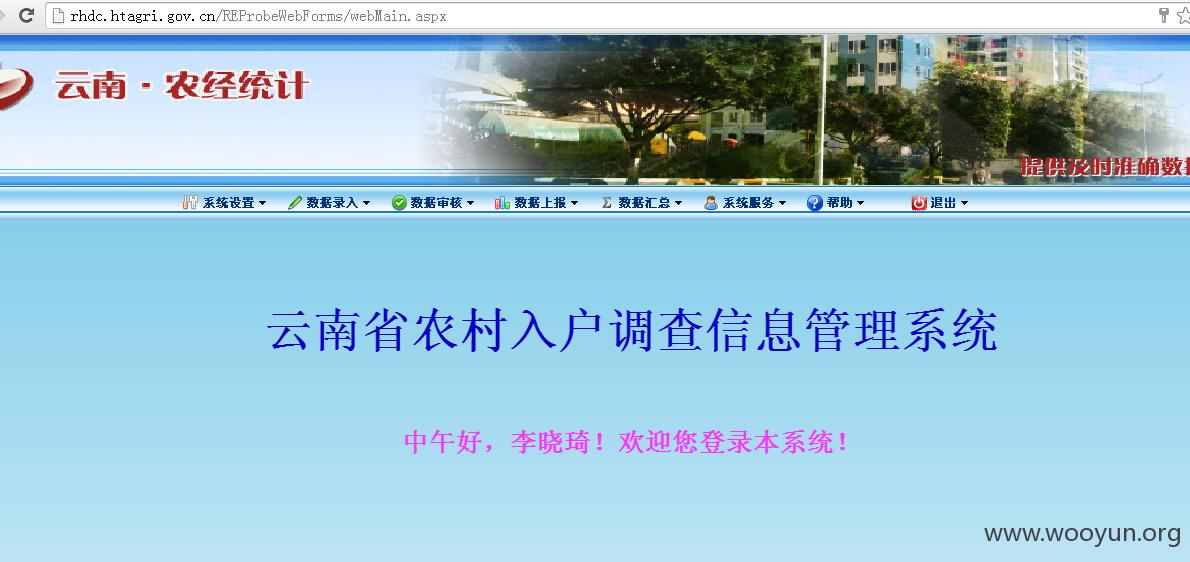 rhdc.htagri.gov.cn/REProbeWebForms/webMain.aspx
云南·农经统计
提供及时准确数
系统设置 数据录入 数据审核 数据上报 数据汇总 系统服务 帮助 退出
云南省农村入户调查信息管理系统
中午好，李晓琦！欢迎您登录本系统！
www.wooyun.org